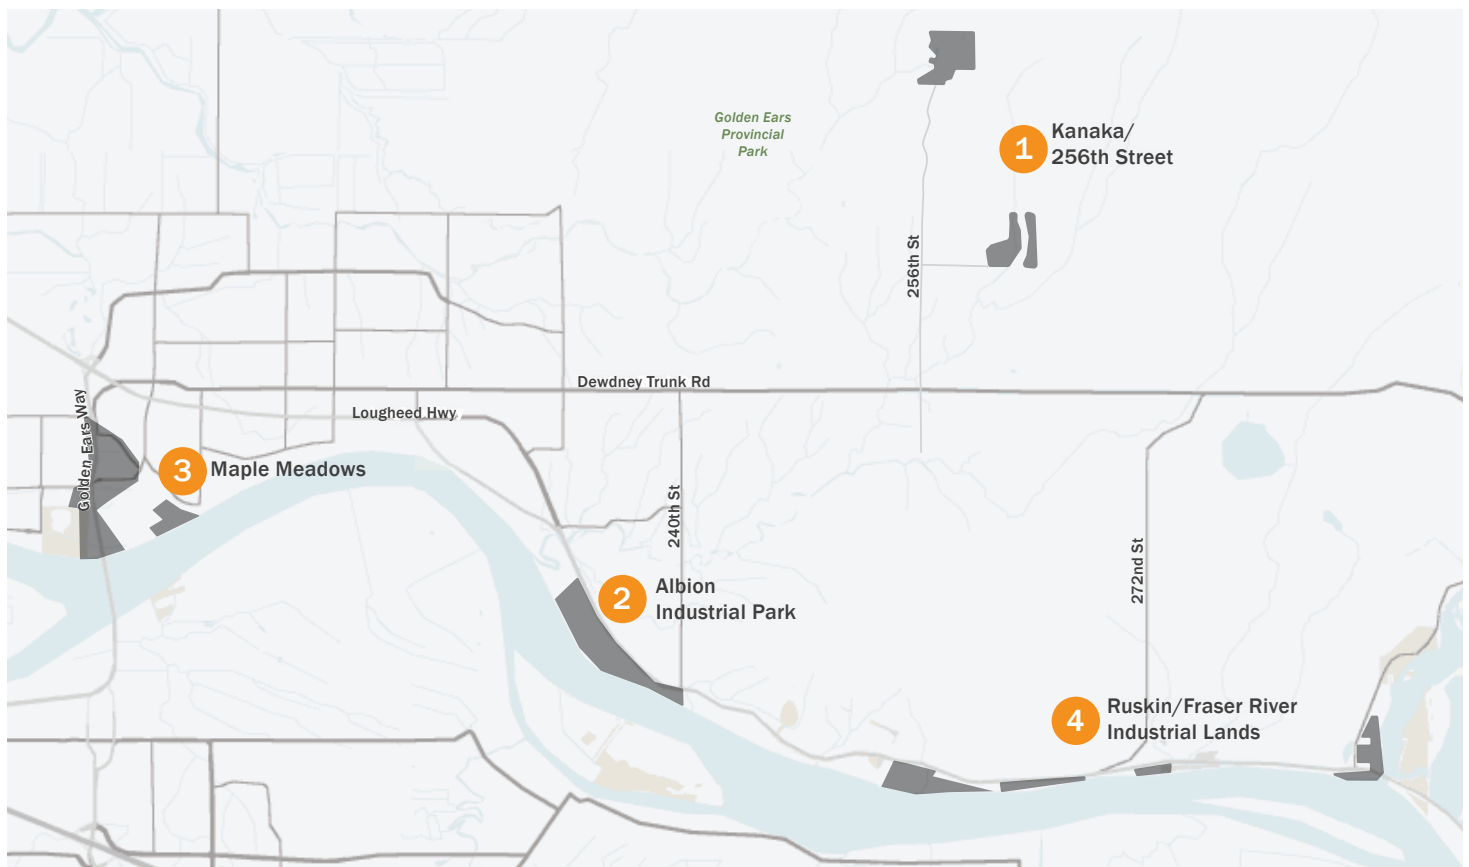 Golden Ears
Provincial
Park
1
Kanaka/
256th Street
256th St
Dewdney Trunk Rd
Lougheed Hwy
Golden Ears Way
3
Maple Meadows
240th St
2
Albion
Industrial Park
272nd St
4
Ruskin/Fraser River
Industrial Lands